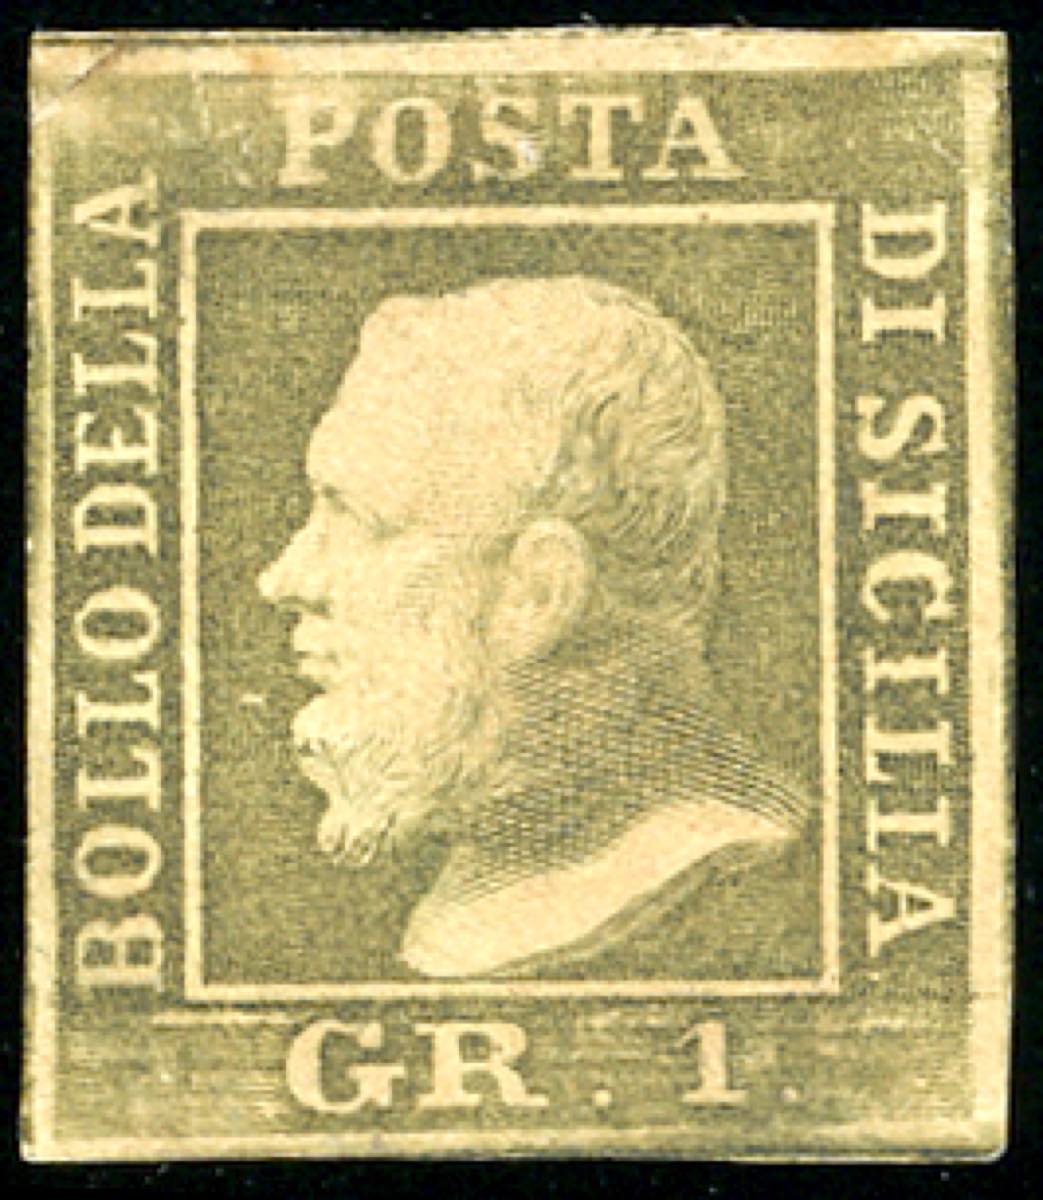 BOLLO DELLA
POSTA
DI SICILIA
GR. 1.